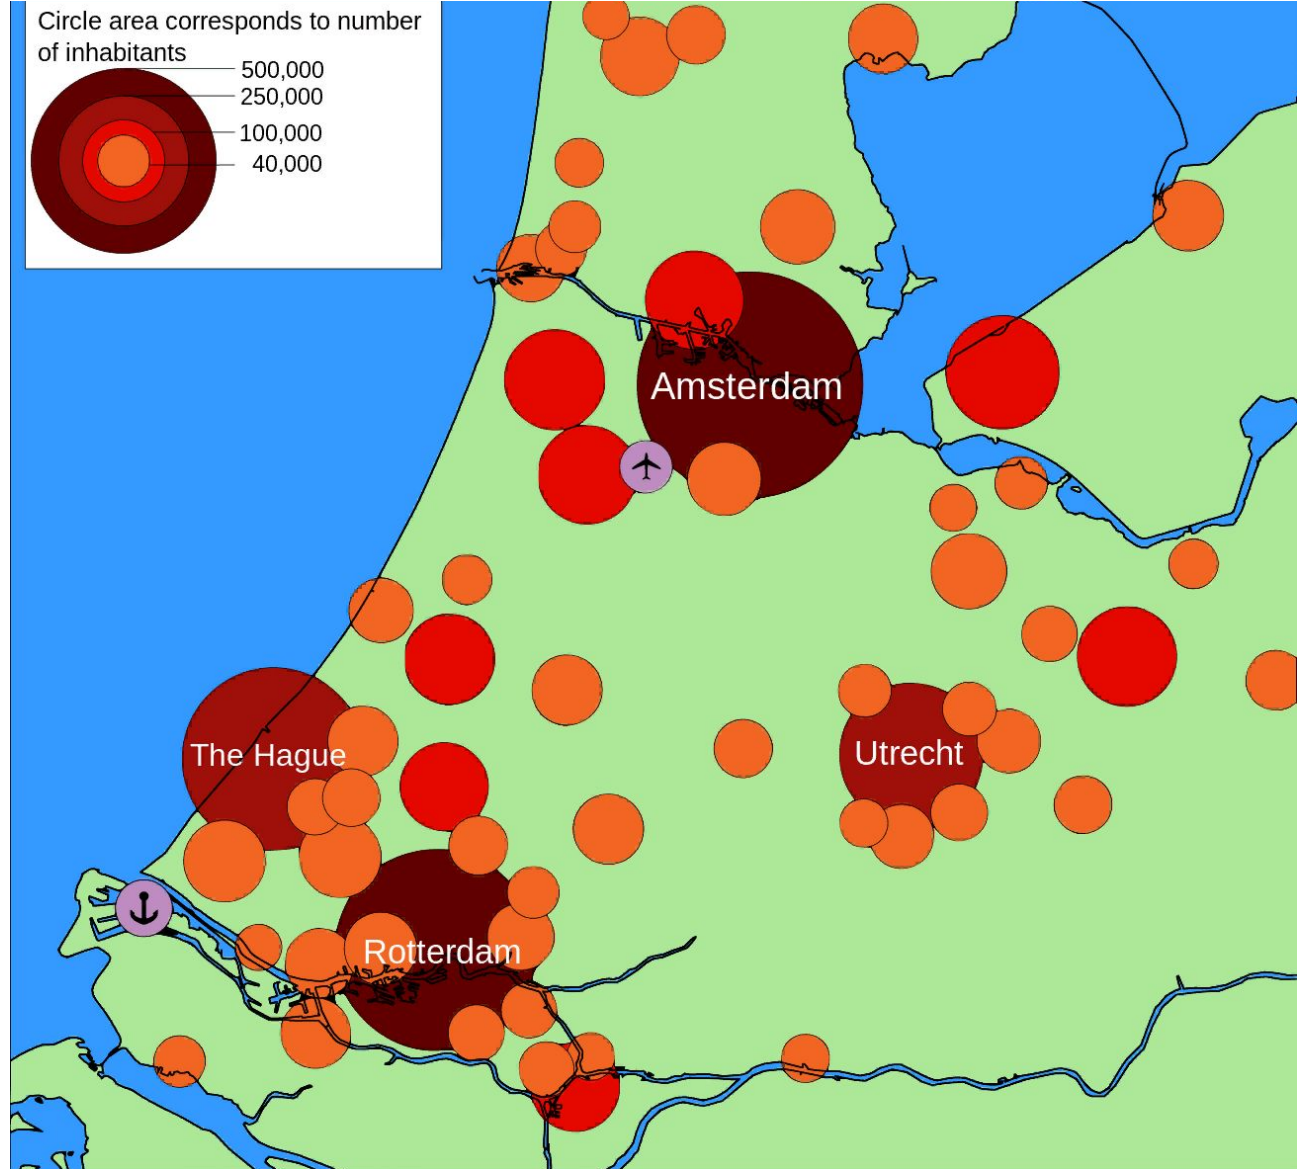 Circle area corresponds to number
of inhabitants
500,000
250,000
100,000
40,000
Amsterdam
The Hague
Utrecht
Rotterdam